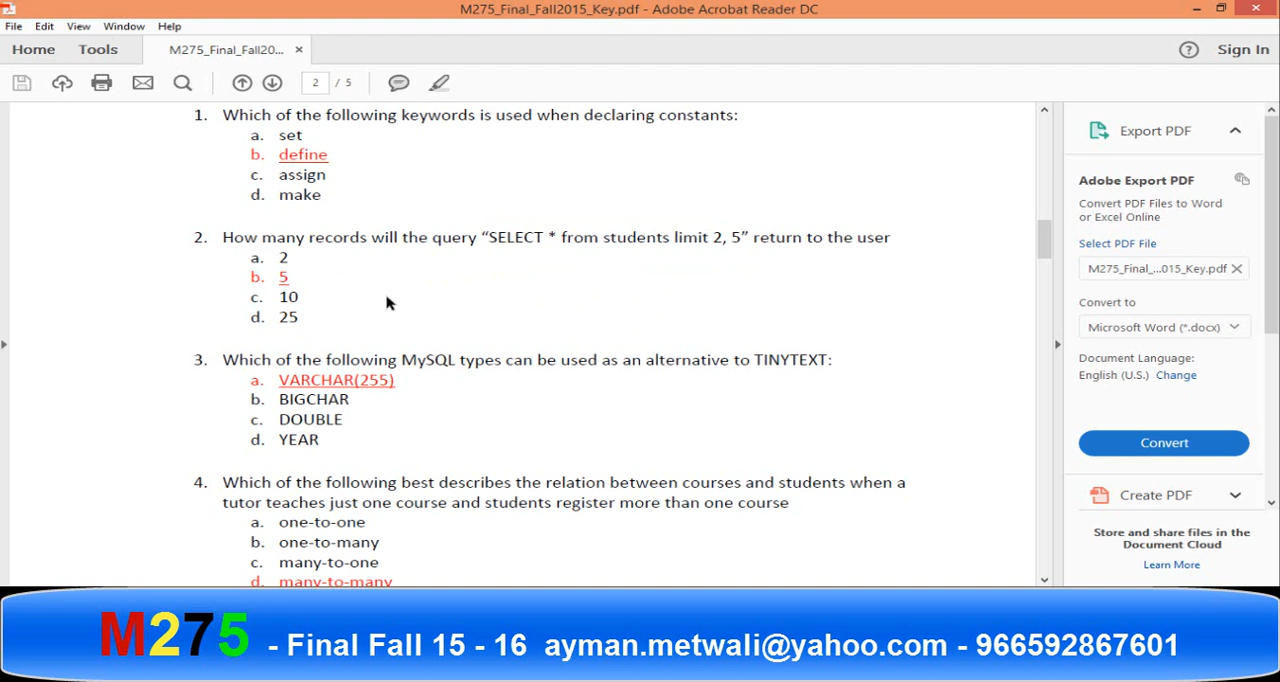 M275_Final_Fall2015_Key.pdf - Adobe Acrobat Reader DC
File Edit View Window Help
Home Tools M275_Final_Fall20... × Sign In
2 / 5
1. Which of the following keywords is used when declaring constants:
a. set
b. define
c. assign
d. make
2. How many records will the query “SELECT * from students limit 2, 5” return to the user
a. 2
b. 5
c. 10
d. 25
3. Which of the following MySQL types can be used as an alternative to TINYTEXT:
a. VARCHAR(255)
b. BIGCHAR
c. DOUBLE
d. YEAR
4. Which of the following best describes the relation between courses and students when a
tutor teaches just one course and students register more than one course
a. one-to-one
b. one-to-many
c. many-to-one
d. many-to-many
Export PDF
Adobe Export PDF
Convert PDF Files to Word
or Excel Online
Select PDF File
M275_Final_...015_Key.pdf ×
Convert to
Microsoft Word (*.docx)
Document Language:
English (U.S.) Change
Convert
Create PDF
Store and share files in the
Document Cloud
Learn More
M275 - Final Fall 15 - 16 ayman.metwali@yahoo.com - 966592867601